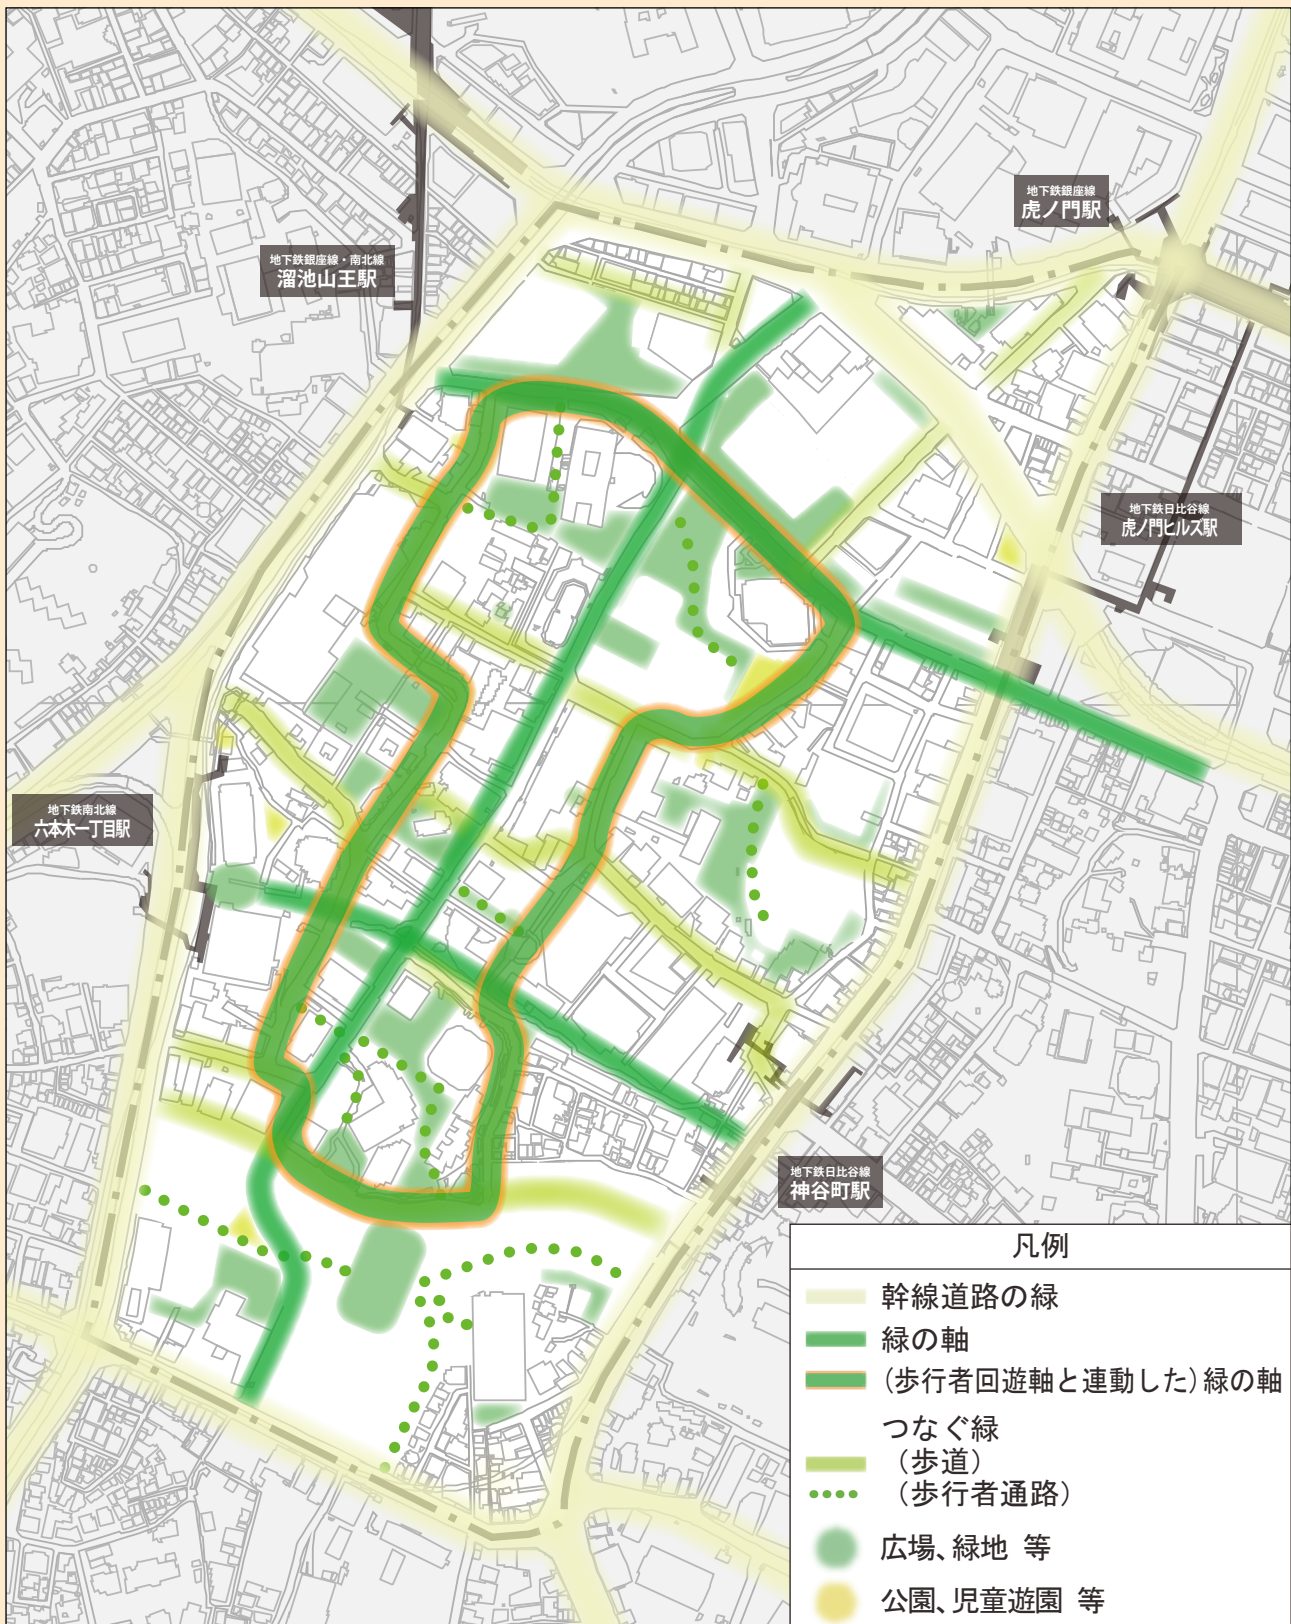 地下鉄銀座線
虎ノ門駅
地下鉄銀座線・南北線
溜池山王駅
地下鉄日比谷線
虎ノ門ヒルズ駅
地下鉄南北線
六本木一丁目駅
地下鉄日比谷線
神谷町駅
凡例
幹線道路の緑
緑の軸
（歩行者回遊軸と連動した）緑の軸
つなぐ緑
（歩道）
（歩行者通路）
広場、緑地 等
公園、児童遊園 等